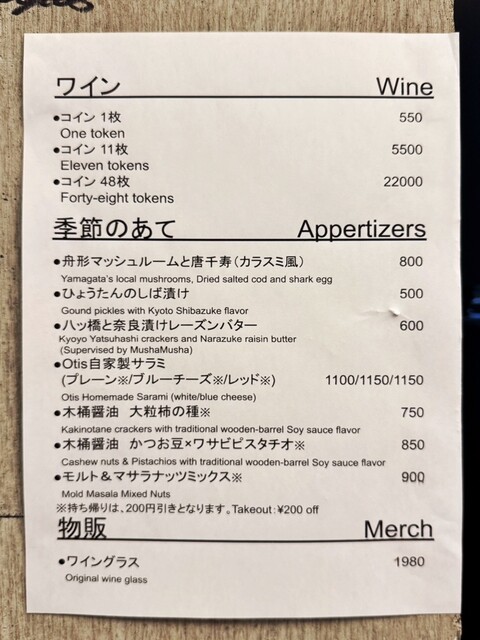 ワイン Wine
●コイン 1枚 550
One token
●コイン 11枚 5500
Eleven tokens
●コイン 48枚 22000
Forty-eight tokens
季節のあて Appertizers
●舟形マッシュルームと唐千寿（カラスミ風） 800
Yamagata's local mushrooms, Dried salted cod and shark egg
●ひょうたんのしば漬け 500
Gound pickles with Kyoto Shibazuke flavor
●八ッ橋と奈良漬けレーズンバター 600
Kyoyo Yatsuhashi crackers and Narazuke raisin butter
(Supervised by MushaMusha)
●Otis自家製サラミ
(プレーン※/ブルーチーズ※/レッド※) 1100/1150/1150
Otis Homemade Sarami (white/blue cheese)
●木桶醤油 大粒柿の種※ 750
Kakinotane crackers with traditional wooden-barrel Soy sauce flavor
●木桶醤油 かつお豆×ワサビピスタチオ※ 850
Cashew nuts & Pistachios with traditional wooden-barrel Soy sauce flavor
●モルト＆マサラナッツミックス※ 900
Mold Masala Mixed Nuts
※持ち帰りは、200円引きとなります。Takeout：¥200 off
物販 Merch
●ワイングラス 1980
Original wine glass